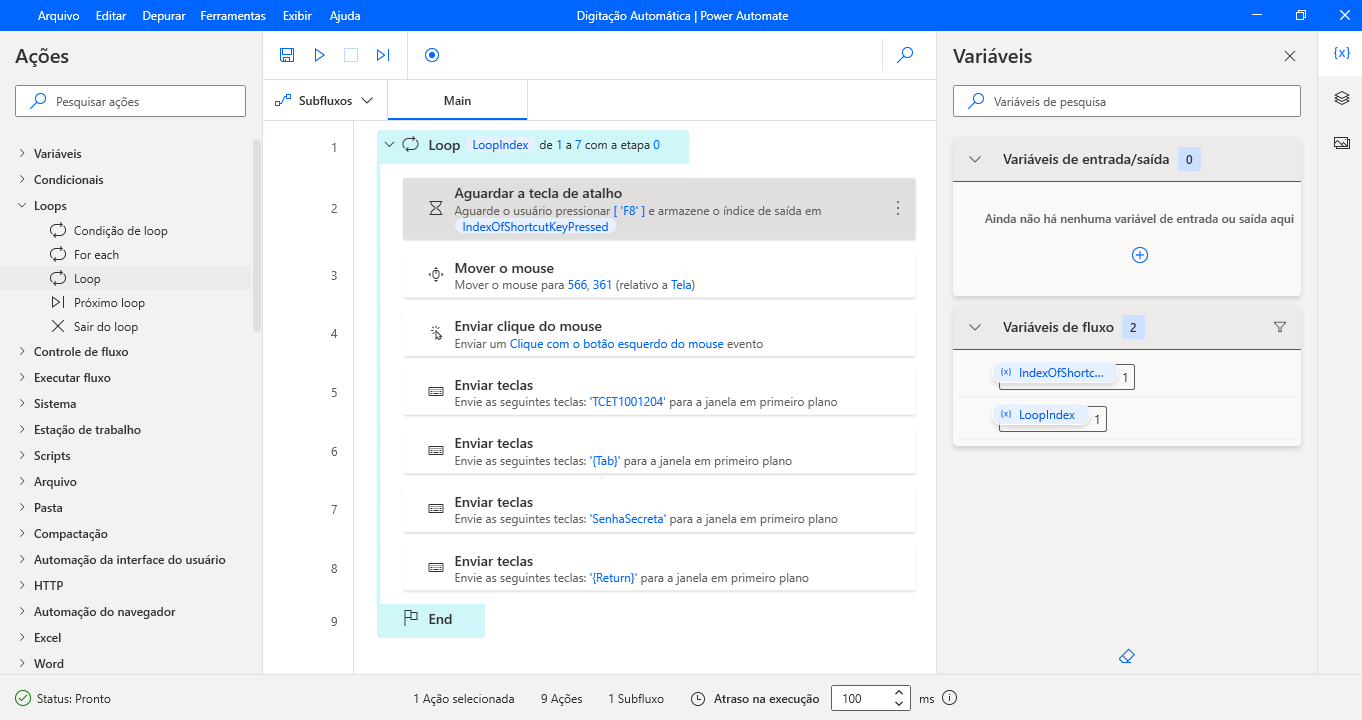 Arquivo Editar Depurar Ferramentas Exibir Ajuda
Digitação Automática | Power Automate
Ações
Pesquisar ações
Variáveis
Condicionais
Loops
Condição de loop
For each
Loop
Próximo loop
Sair do loop
Controle de fluxo
Executar fluxo
Sistema
Estação de trabalho
Scripts
Arquivo
Pasta
Compactação
Automação da interface do usuário
HTTP
Automação do navegador
Excel
Word
Subfluxos
Main
1 Loop LoopIndex de 1 a 7 com a etapa 0
2 Aguardar a tecla de atalho
Aguarde o usuário pressionar [ 'F8' ] e armazene o índice de saída em
IndexOfShortcutKeyPressed
3 Mover o mouse
Mover o mouse para 566, 361 (relativo a Tela)
4 Enviar clique do mouse
Enviar um Clique com o botão esquerdo do mouse evento
5 Enviar teclas
Envie as seguintes teclas: 'TCET1001204' para a janela em primeiro plano
6 Enviar teclas
Envie as seguintes teclas: '{Tab}' para a janela em primeiro plano
7 Enviar teclas
Envie as seguintes teclas: 'SenhaSecreta' para a janela em primeiro plano
8 Enviar teclas
Envie as seguintes teclas: '{Return}' para a janela em primeiro plano
9 End
Variáveis
{x}
Variáveis de pesquisa
Variáveis de entrada/saída 0
Ainda não há nenhuma variável de entrada ou saída aqui
Variáveis de fluxo 2
(x) IndexOfShortc... 1
(x) LoopIndex 1
Status: Pronto
1 Ação selecionada
9 Ações
1 Subfluxo
Atraso na execução 100 ms